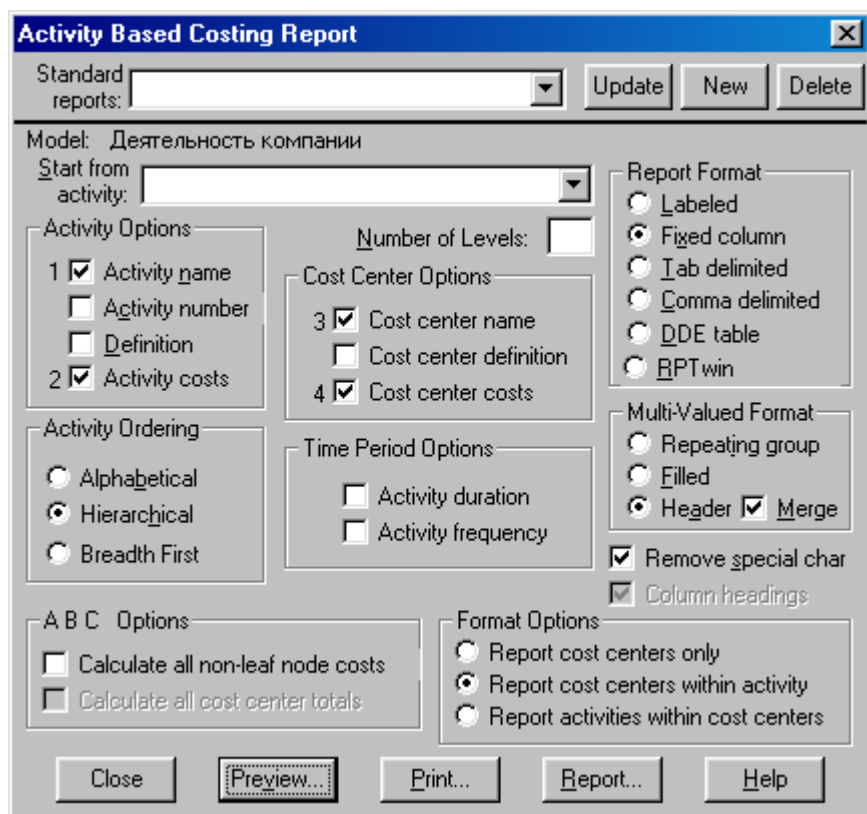 Activity Based Costing Report
Standard reports:
Update New Delete
Model: Деятельность компании
Start from activity:
Number of Levels:
Activity Options
1 Activity name
Activity number
Definition
2 Activity costs
Activity Ordering
Alphabetical
Hierarchical
Breadth First
Cost Center Options
3 Cost center name
Cost center definition
4 Cost center costs
Time Period Options
Activity duration
Activity frequency
Report Format
Labeled
Fixed column
Tab delimited
Comma delimited
DDE table
RPTwin
Multi-Valued Format
Repeating group
Filled
Header Merge
Remove special char
Column headings
A B C Options
Calculate all non-leaf node costs
Calculate all cost center totals
Format Options
Report cost centers only
Report cost centers within activity
Report activities within cost centers
Close Preview... Print... Report... Help